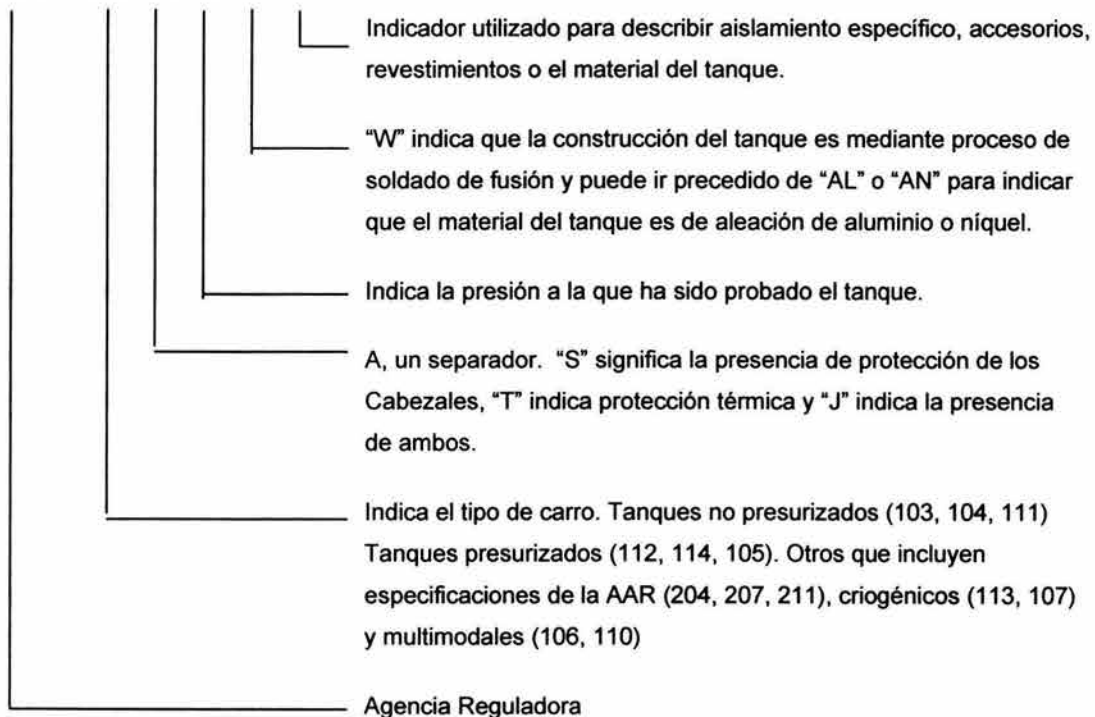 Indicador utilizado para describir aislamiento específico, accesorios,
revestimientos o el material del tanque.
“W” indica que la construcción del tanque es mediante proceso de
soldado de fusión y puede ir precedido de “AL” o “AN” para indicar
que el material del tanque es de aleación de aluminio o níquel.
Indica la presión a la que ha sido probado el tanque.
A, un separador. “S” significa la presencia de protección de los
Cabezales, “T” indica protección térmica y “J” indica la presencia
de ambos.
Indica el tipo de carro. Tanques no presurizados (103, 104, 111)
Tanques presurizados (112, 114, 105). Otros que incluyen
especificaciones de la AAR (204, 207, 211), criogénicos (113, 107)
y multimodales (106, 110)
Agencia Reguladora